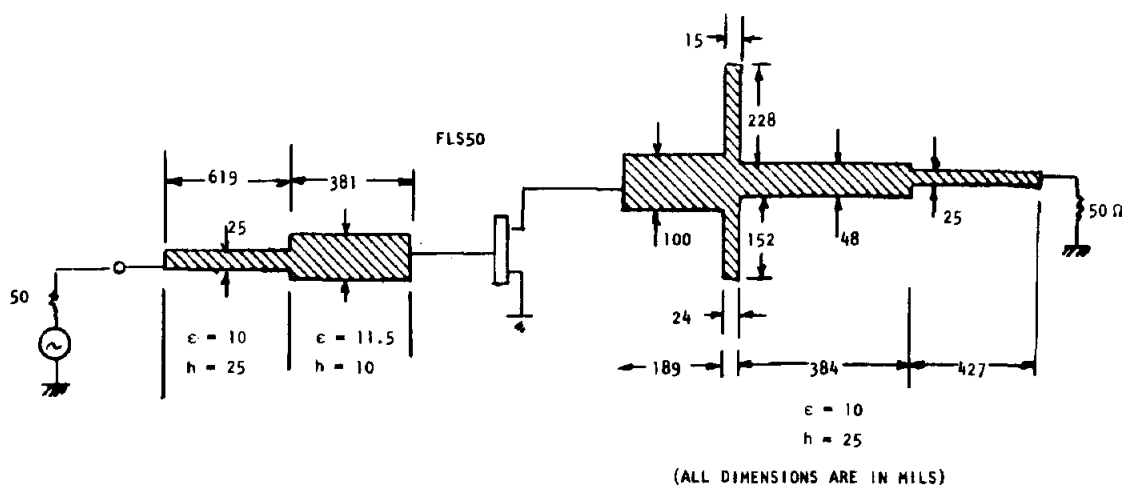 15
228
FLS50
619
381
25
50 Ω
100
152
48
25
50
24
ε = 10
h = 25
ε = 11.5
h = 10
189
384
427
ε = 10
h = 25
(ALL DIMENSIONS ARE IN MILS)